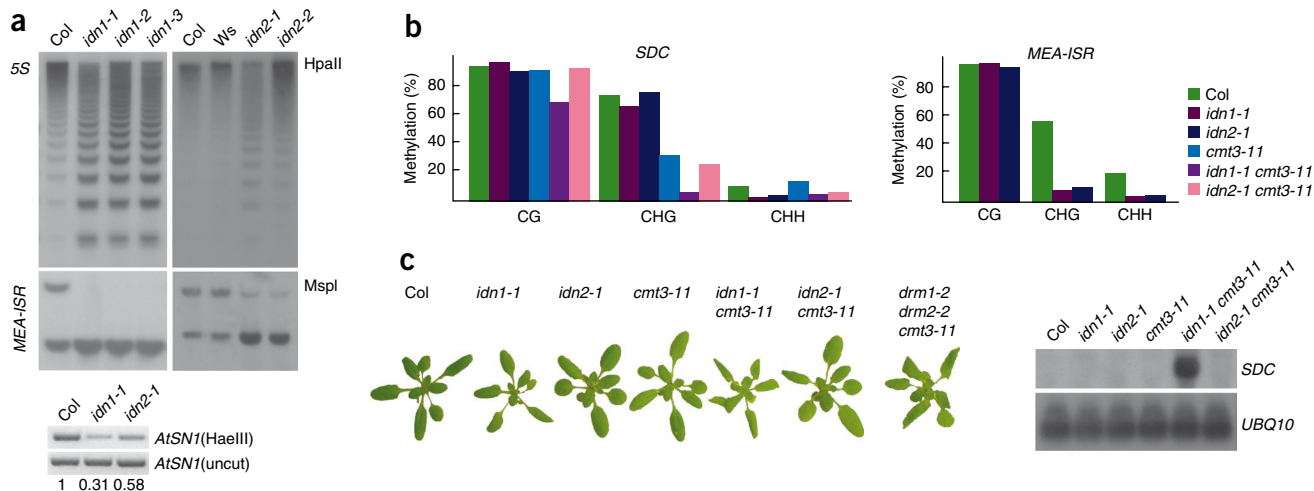 a
Col idn1-1 idn1-2 idn1-3 Col Ws idn2-1 idn2-2
5S HpaII
MEA-ISR MspI
Col idn1-1 idn2-1
AtSN1(HaeIII)
AtSN1(uncut)
1 0.31 0.58
b
SDC
Methylation (%)
80
60
40
20
CG CHG CHH
MEA-ISR
Methylation (%)
80
60
40
20
CG CHG CHH
Col
idn1-1
idn2-1
cmt3-11
idn1-1 cmt3-11
idn2-1 cmt3-11
c
Col idn1-1 idn2-1 cmt3-11 idn1-1 cmt3-11 idn2-1 cmt3-11 drm1-2 drm2-2 cmt3-11
Col idn1-1 idn2-1 cmt3-11 idn1-1 cmt3-11 idn2-1 cmt3-11
SDC
UBQ10